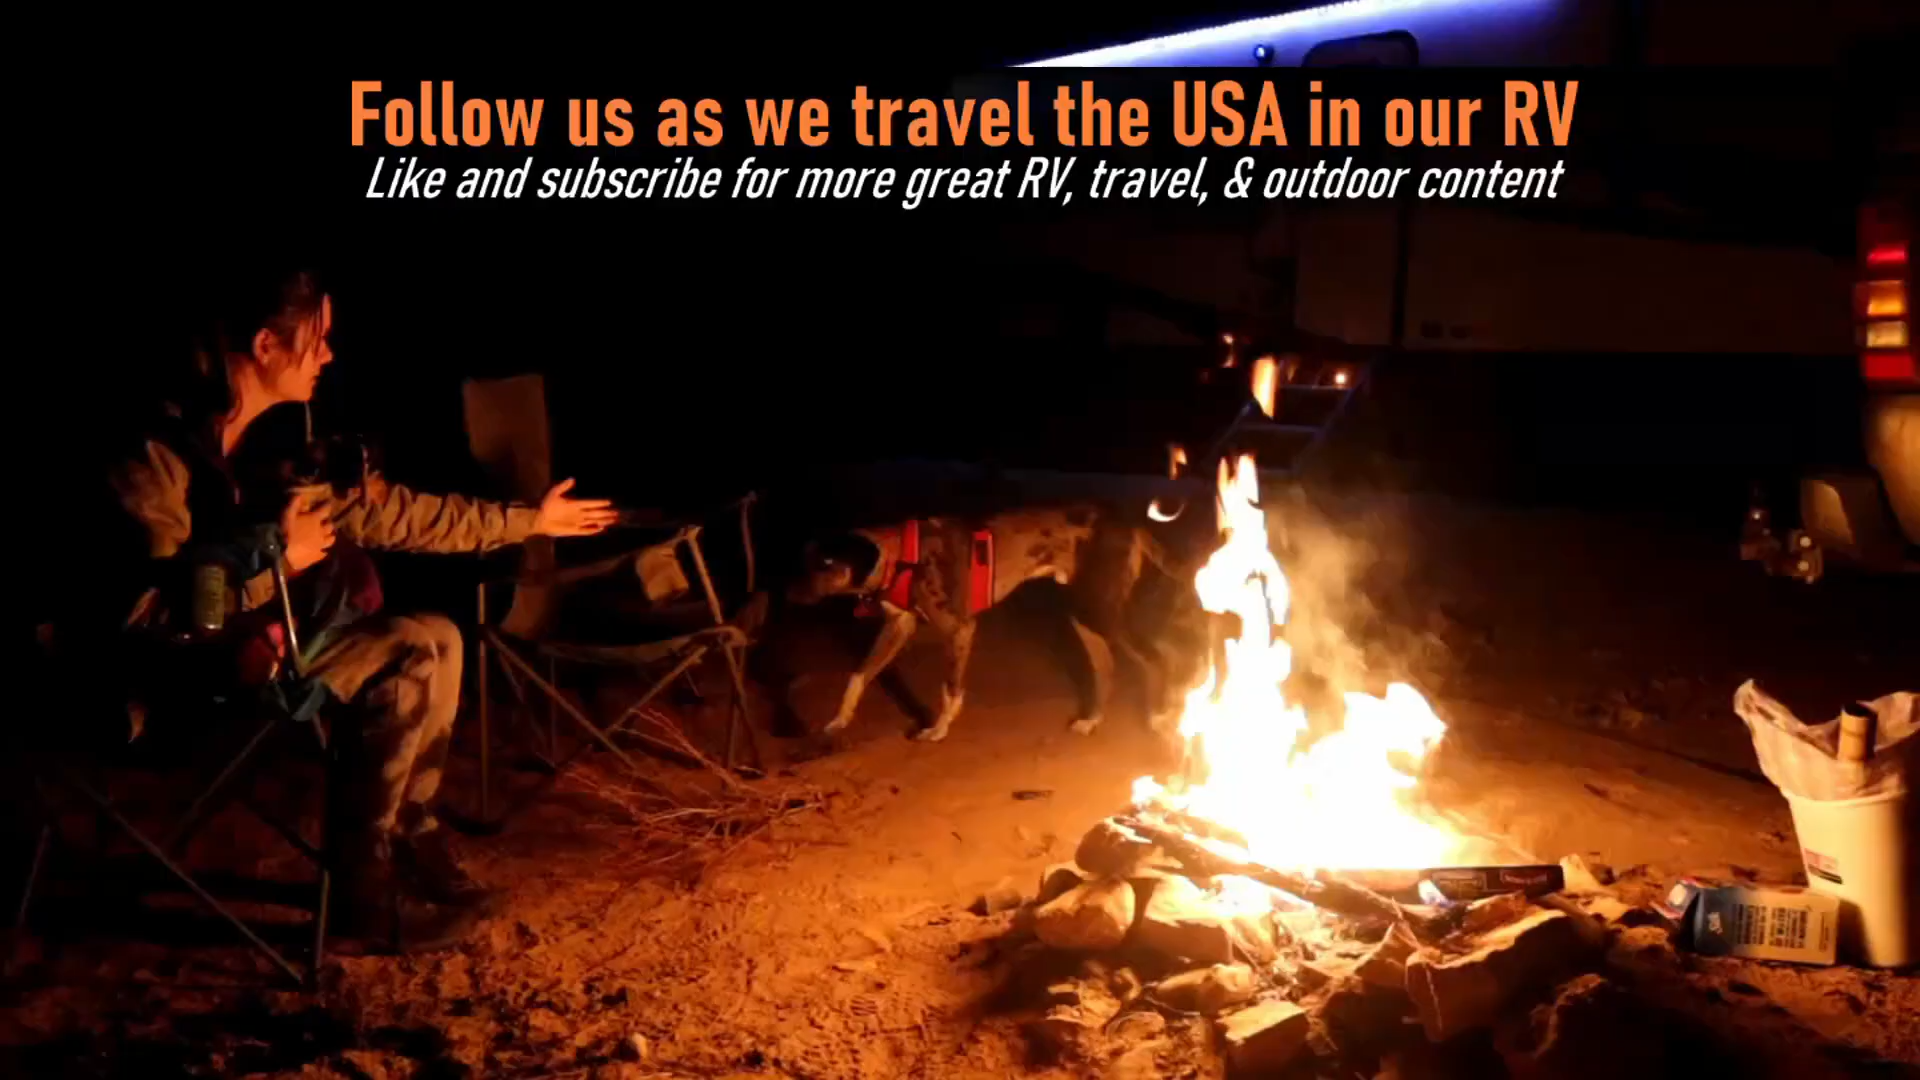 Follow us as we travel the USA in our RV
Like and subscribe for more great RV, travel, & outdoor content